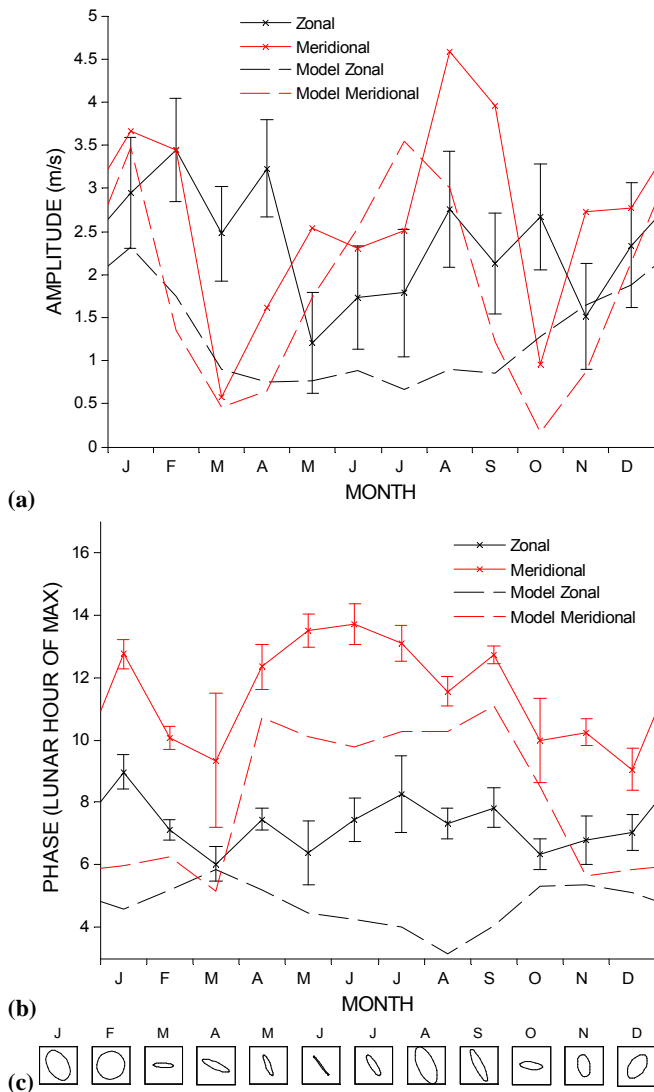 5
4.5
4
3.5
3
2.5
2
1.5
1
0.5
0
AMPLITUDE (m/s)
Zonal
Meridional
Model Zonal
Model Meridional
J F M A M J J A S O N D
MONTH
(a)
16
14
12
10
8
6
4
PHASE (LUNAR HOUR OF MAX)
Zonal
Meridional
Model Zonal
Model Meridional
J F M A M J J A S O N D
MONTH
(b)
J F M A M J J A S O N D
(c)